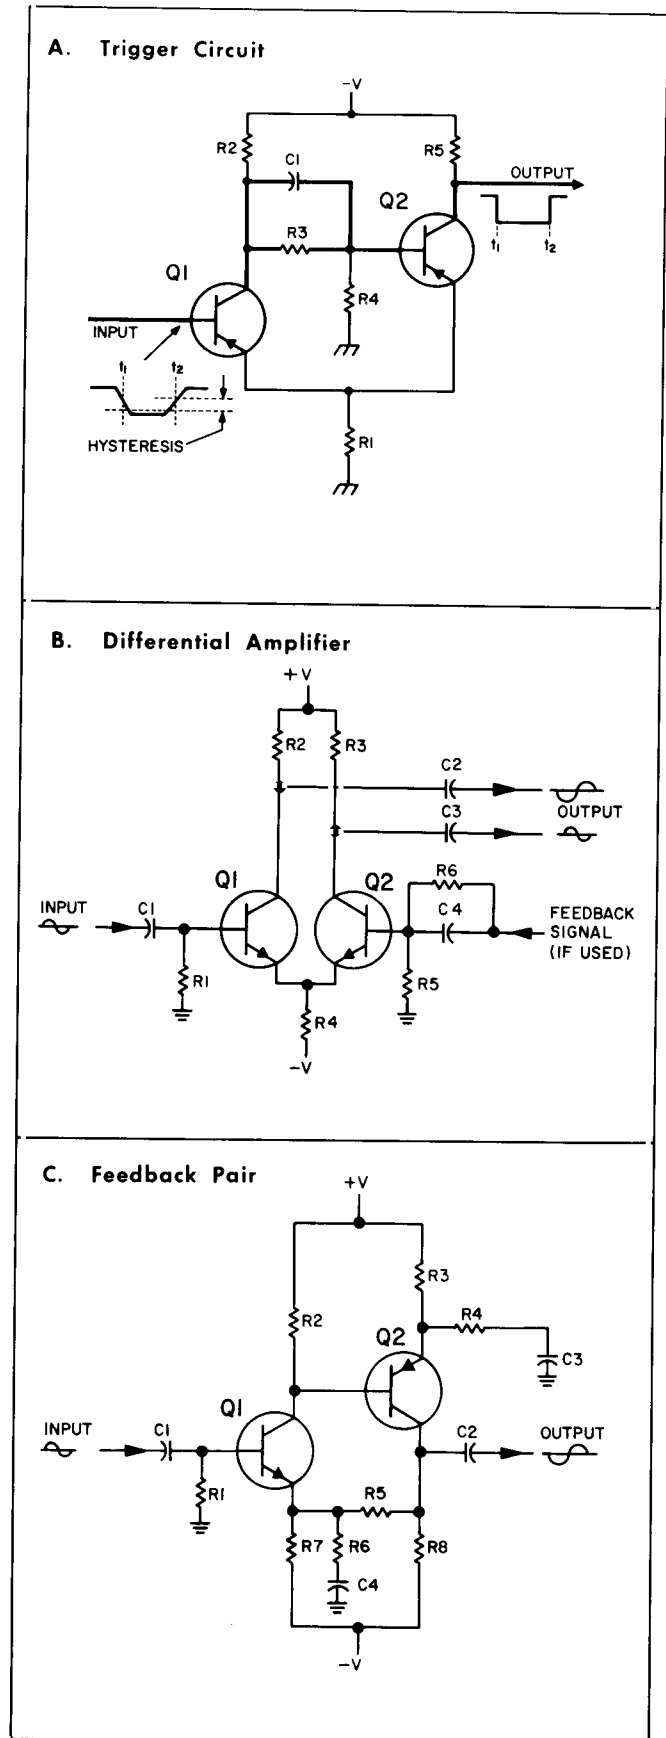 A. Trigger Circuit
-V
R2
C1
R5
OUTPUT
Q2
t1
t2
R3
Q1
R4
INPUT
t1
t2
HYSTERESIS
R1
B. Differential Amplifier
+V
R2
R3
C2
C3
OUTPUT
Q1
Q2
R6
INPUT
C1
C4
FEEDBACK
SIGNAL
(IF USED)
R1
R5
R4
-V
C. Feedback Pair
+V
R3
R2
R4
Q2
C3
Q1
INPUT
C1
C2
OUTPUT
R1
R5
R7
R6
R8
C4
-V